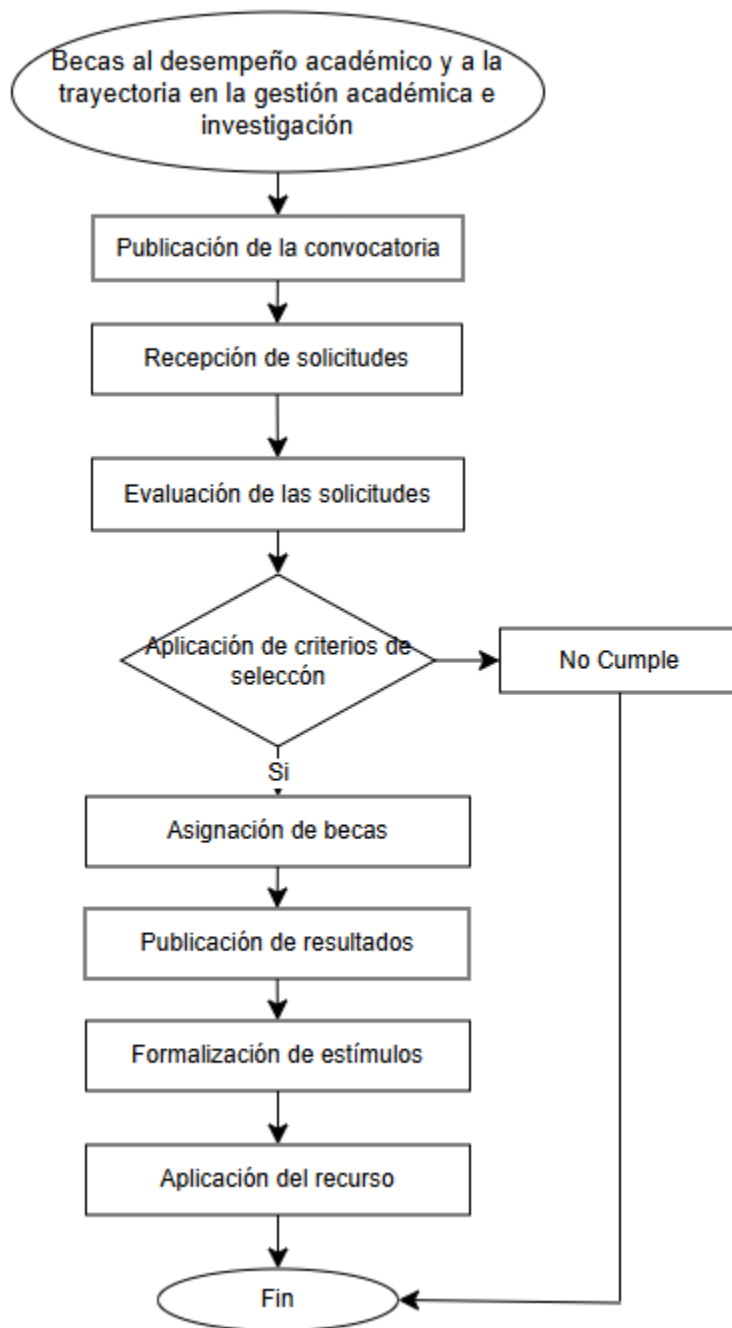 Becas al desempeño académico y a la
trayectoria en la gestión académica e
investigación
Publicación de la convocatoria
Recepción de solicitudes
Evaluación de las solicitudes
Aplicación de criterios de
seleccón
No Cumple
Si
Asignación de becas
Publicación de resultados
Formalización de estímulos
Aplicación del recurso
Fin